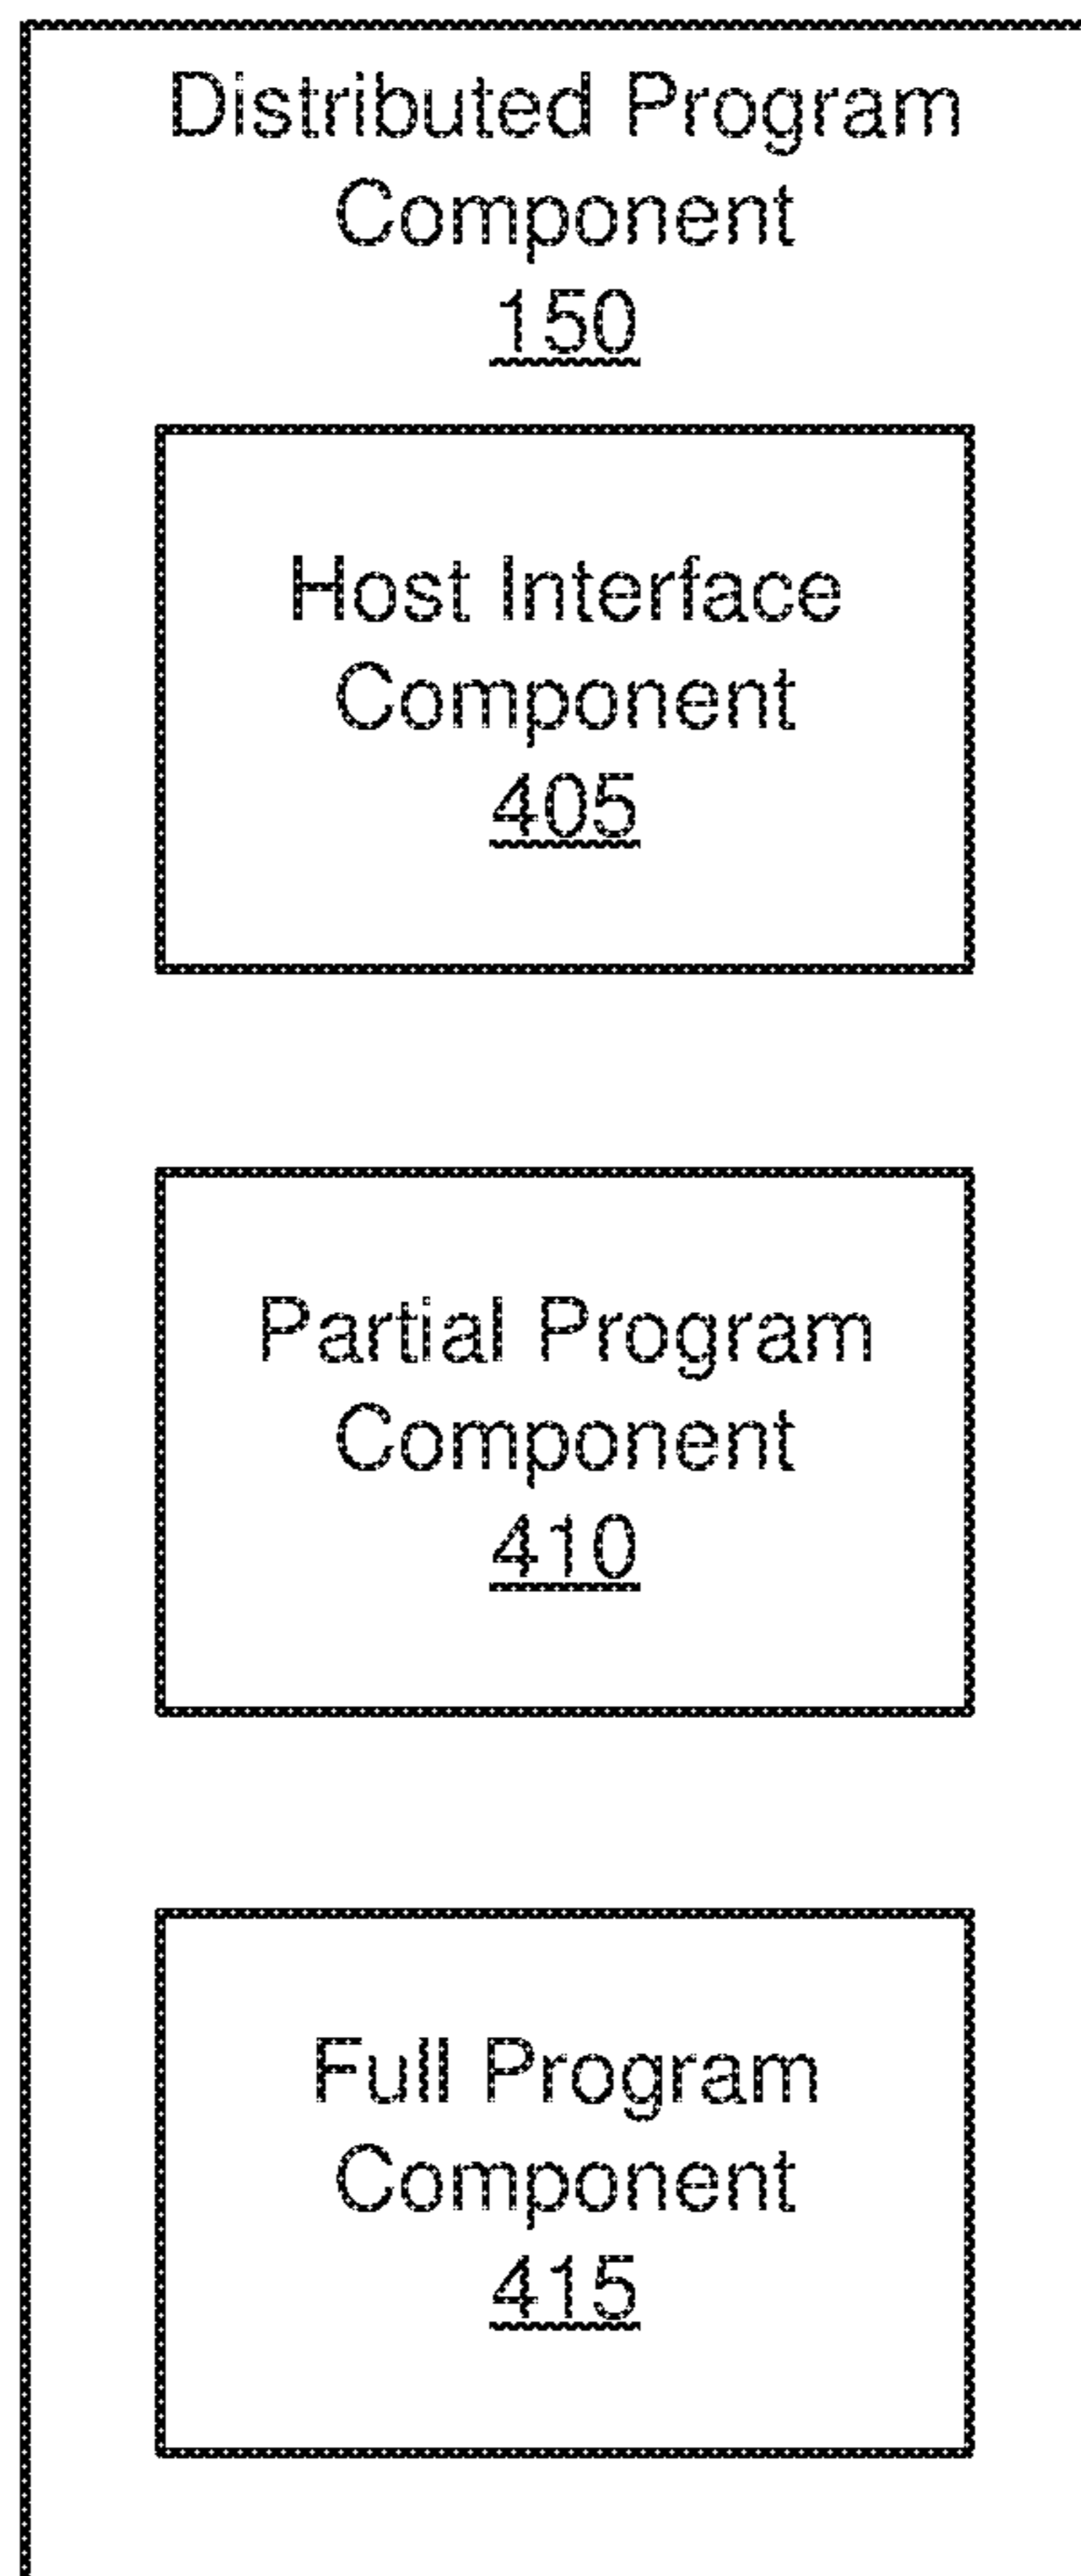 Distributed Program
Component
150
Host Interface
Component
405
Partial Program
Component
410
Full Program
Component
415